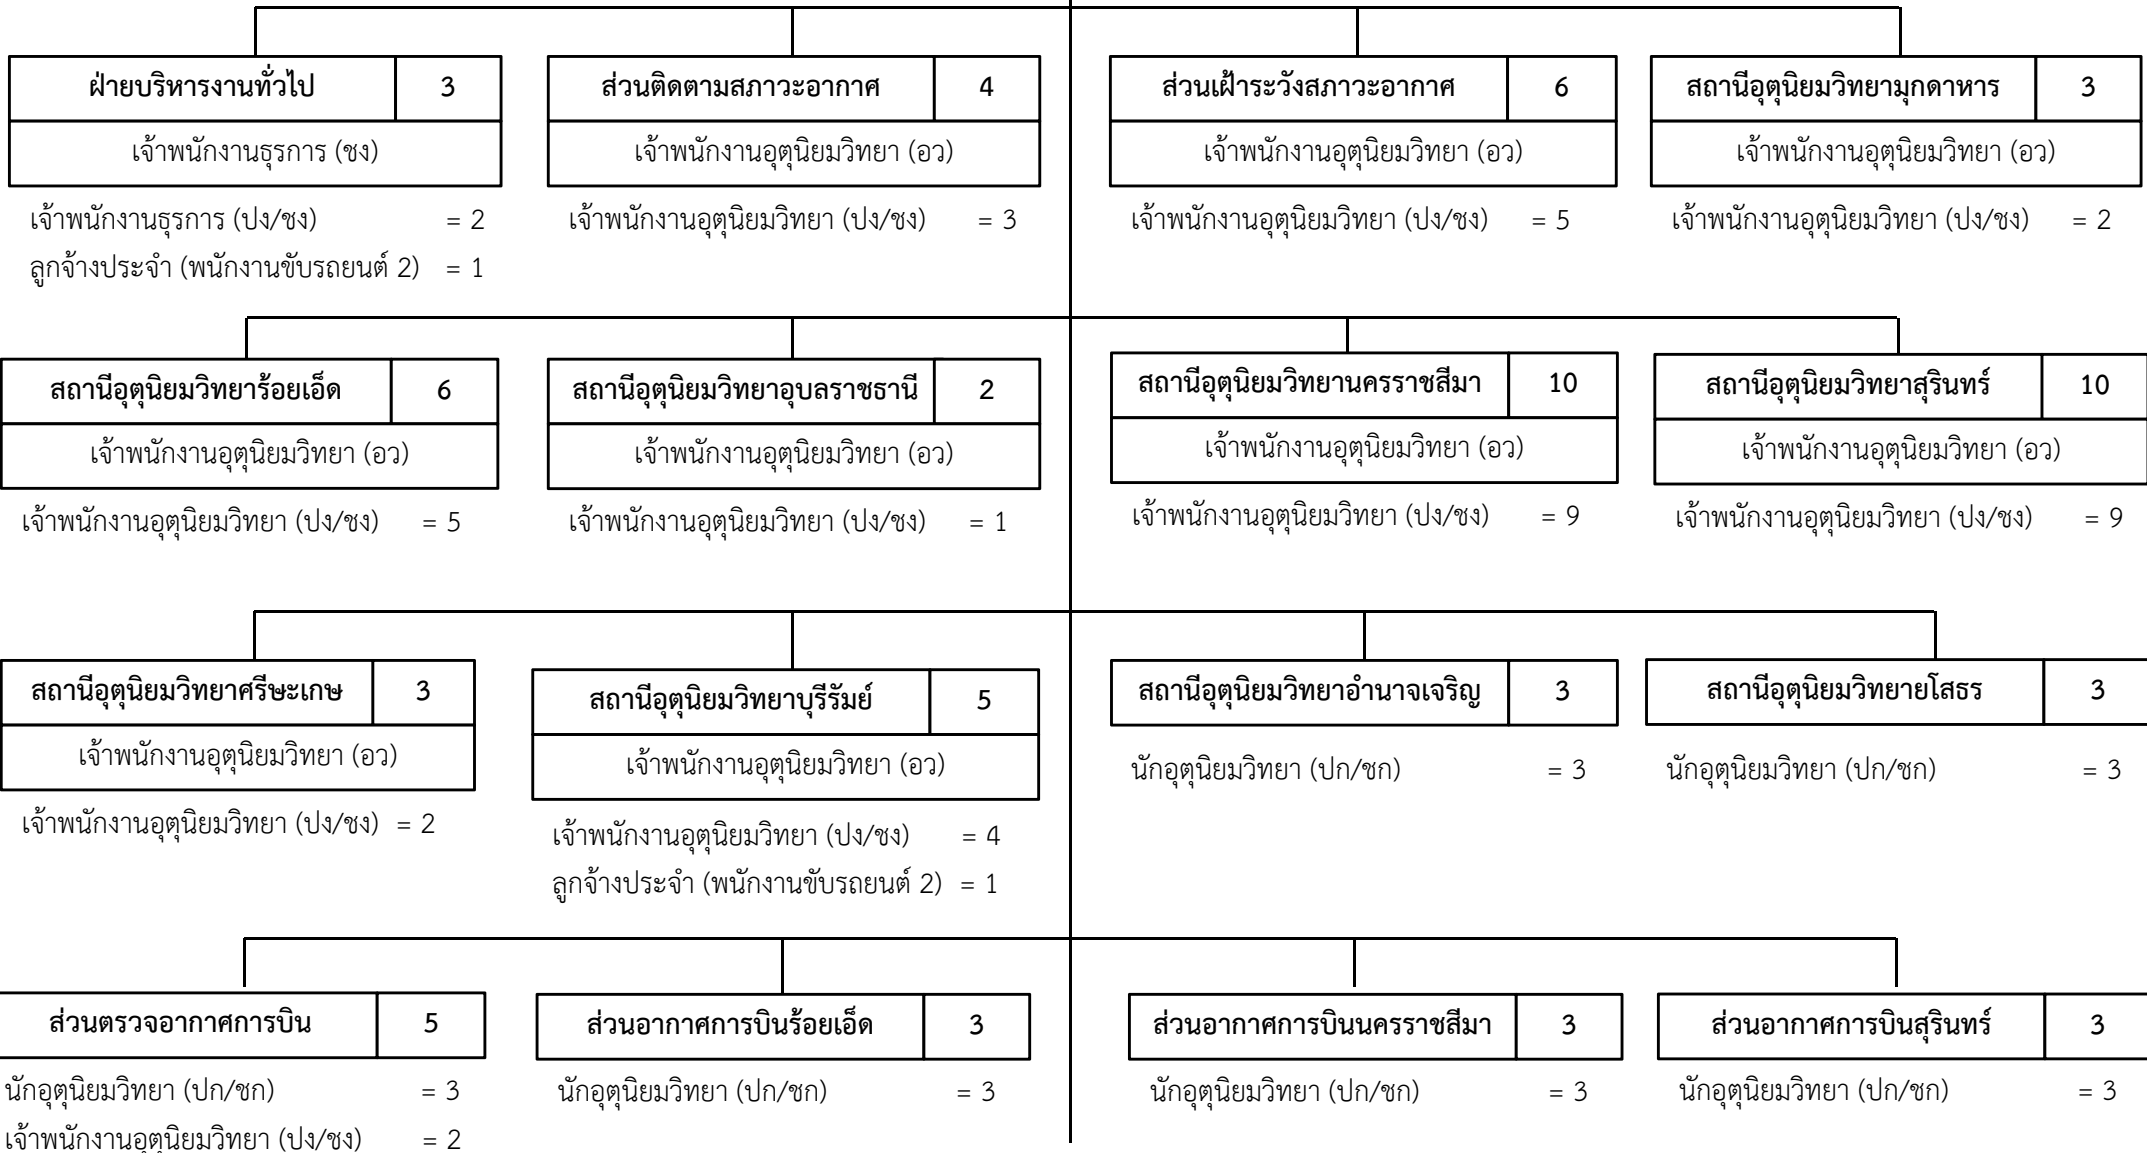 ฝ่ายบริหารงานทั่วไป 3
เจ้าพนักงานธุรการ (ชง)
เจ้าพนักงานธุรการ (ปง/ชง) = 2
ลูกจ้างประจำ (พนักงานขับรถยนต์ 2) = 1
ส่วนติดตามสภาวะอากาศ 4
เจ้าพนักงานอุตุนิยมวิทยา (อว)
เจ้าพนักงานอุตุนิยมวิทยา (ปง/ชง) = 3
ส่วนเฝ้าระวังสภาวะอากาศ 6
เจ้าพนักงานอุตุนิยมวิทยา (อว)
เจ้าพนักงานอุตุนิยมวิทยา (ปง/ชง) = 5
สถานีอุตุนิยมวิทยามุกดาหาร 3
เจ้าพนักงานอุตุนิยมวิทยา (อว)
เจ้าพนักงานอุตุนิยมวิทยา (ปง/ชง) = 2
สถานีอุตุนิยมวิทยาร้อยเอ็ด 6
เจ้าพนักงานอุตุนิยมวิทยา (อว)
เจ้าพนักงานอุตุนิยมวิทยา (ปง/ชง) = 5
สถานีอุตุนิยมวิทยาอุบลราชธานี 2
เจ้าพนักงานอุตุนิยมวิทยา (อว)
เจ้าพนักงานอุตุนิยมวิทยา (ปง/ชง) = 1
สถานีอุตุนิยมวิทยานครราชสีมา 10
เจ้าพนักงานอุตุนิยมวิทยา (อว)
เจ้าพนักงานอุตุนิยมวิทยา (ปง/ชง) = 9
สถานีอุตุนิยมวิทยาสุรินทร์ 10
เจ้าพนักงานอุตุนิยมวิทยา (อว)
เจ้าพนักงานอุตุนิยมวิทยา (ปง/ชง) = 9
สถานีอุตุนิยมวิทยาศรีษะเกษ 3
เจ้าพนักงานอุตุนิยมวิทยา (อว)
เจ้าพนักงานอุตุนิยมวิทยา (ปง/ชง) = 2
สถานีอุตุนิยมวิทยาบุรีรัมย์ 5
เจ้าพนักงานอุตุนิยมวิทยา (อว)
เจ้าพนักงานอุตุนิยมวิทยา (ปง/ชง) = 4
ลูกจ้างประจำ (พนักงานขับรถยนต์ 2) = 1
สถานีอุตุนิยมวิทยาอำนาจเจริญ 3
นักอุตุนิยมวิทยา (ปก/ชก) = 3
สถานีอุตุนิยมวิทยายโสธร 3
นักอุตุนิยมวิทยา (ปก/ชก) = 3
ส่วนตรวจอากาศการบิน 5
นักอุตุนิยมวิทยา (ปก/ชก) = 3
เจ้าพนักงานอุตุนิยมวิทยา (ปง/ชง) = 2
ส่วนอากาศการบินร้อยเอ็ด 3
นักอุตุนิยมวิทยา (ปก/ชก) = 3
ส่วนอากาศการบินนครราชสีมา 3
นักอุตุนิยมวิทยา (ปก/ชก) = 3
ส่วนอากาศการบินสุรินทร์ 3
นักอุตุนิยมวิทยา (ปก/ชก) = 3